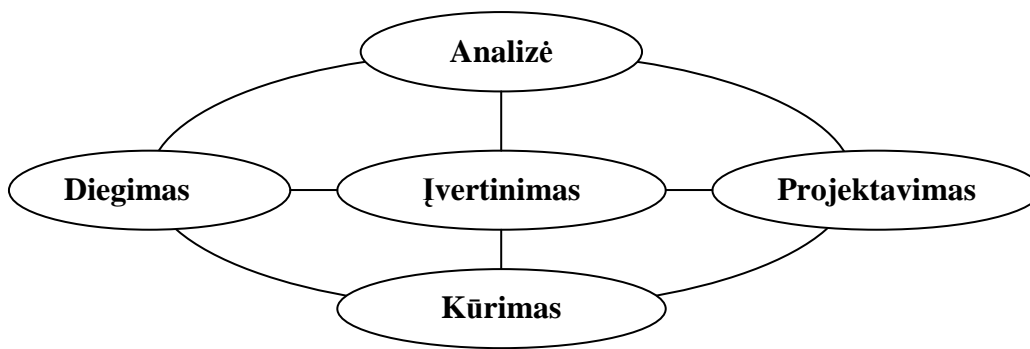 Analizė
Diegimas
Įvertinimas
Projektavimas
Kūrimas